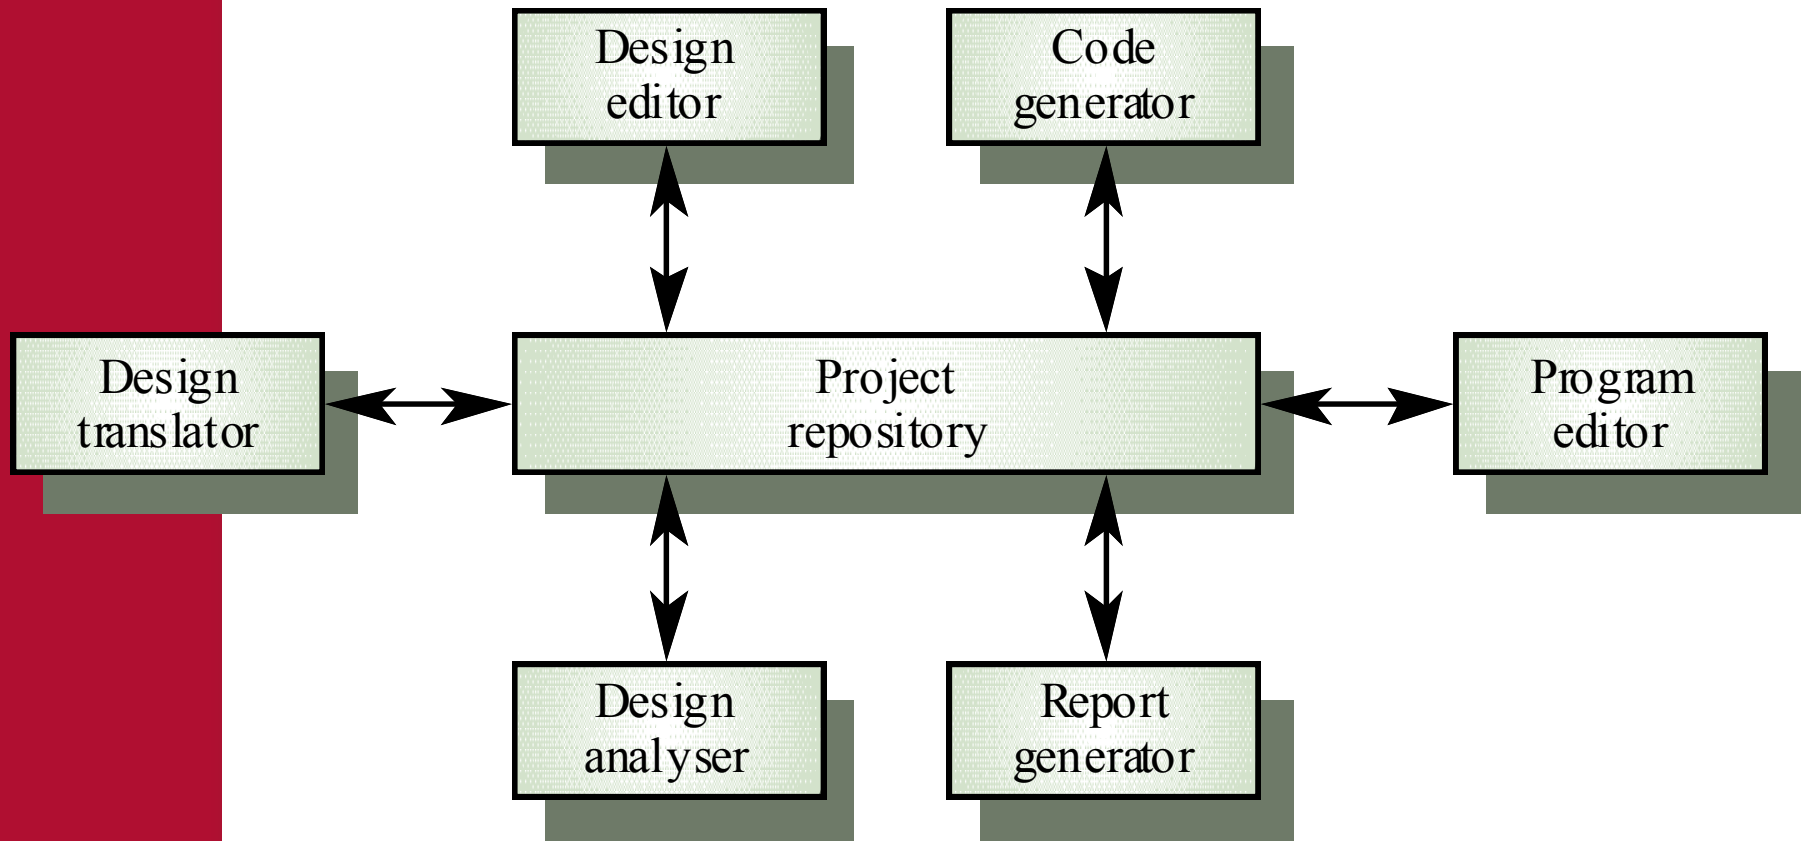 Design
editor
Code
generator
Design
translator
Project
repository
Program
editor
Design
analyser
Report
generator